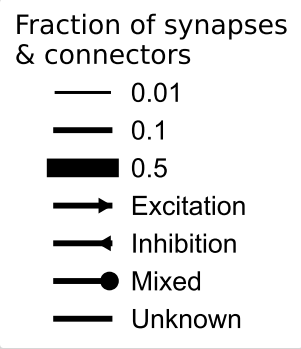 Fraction of synapses
& connectors
0.01
0.1
0.5
Excitation
Inhibition
Mixed
Unknown